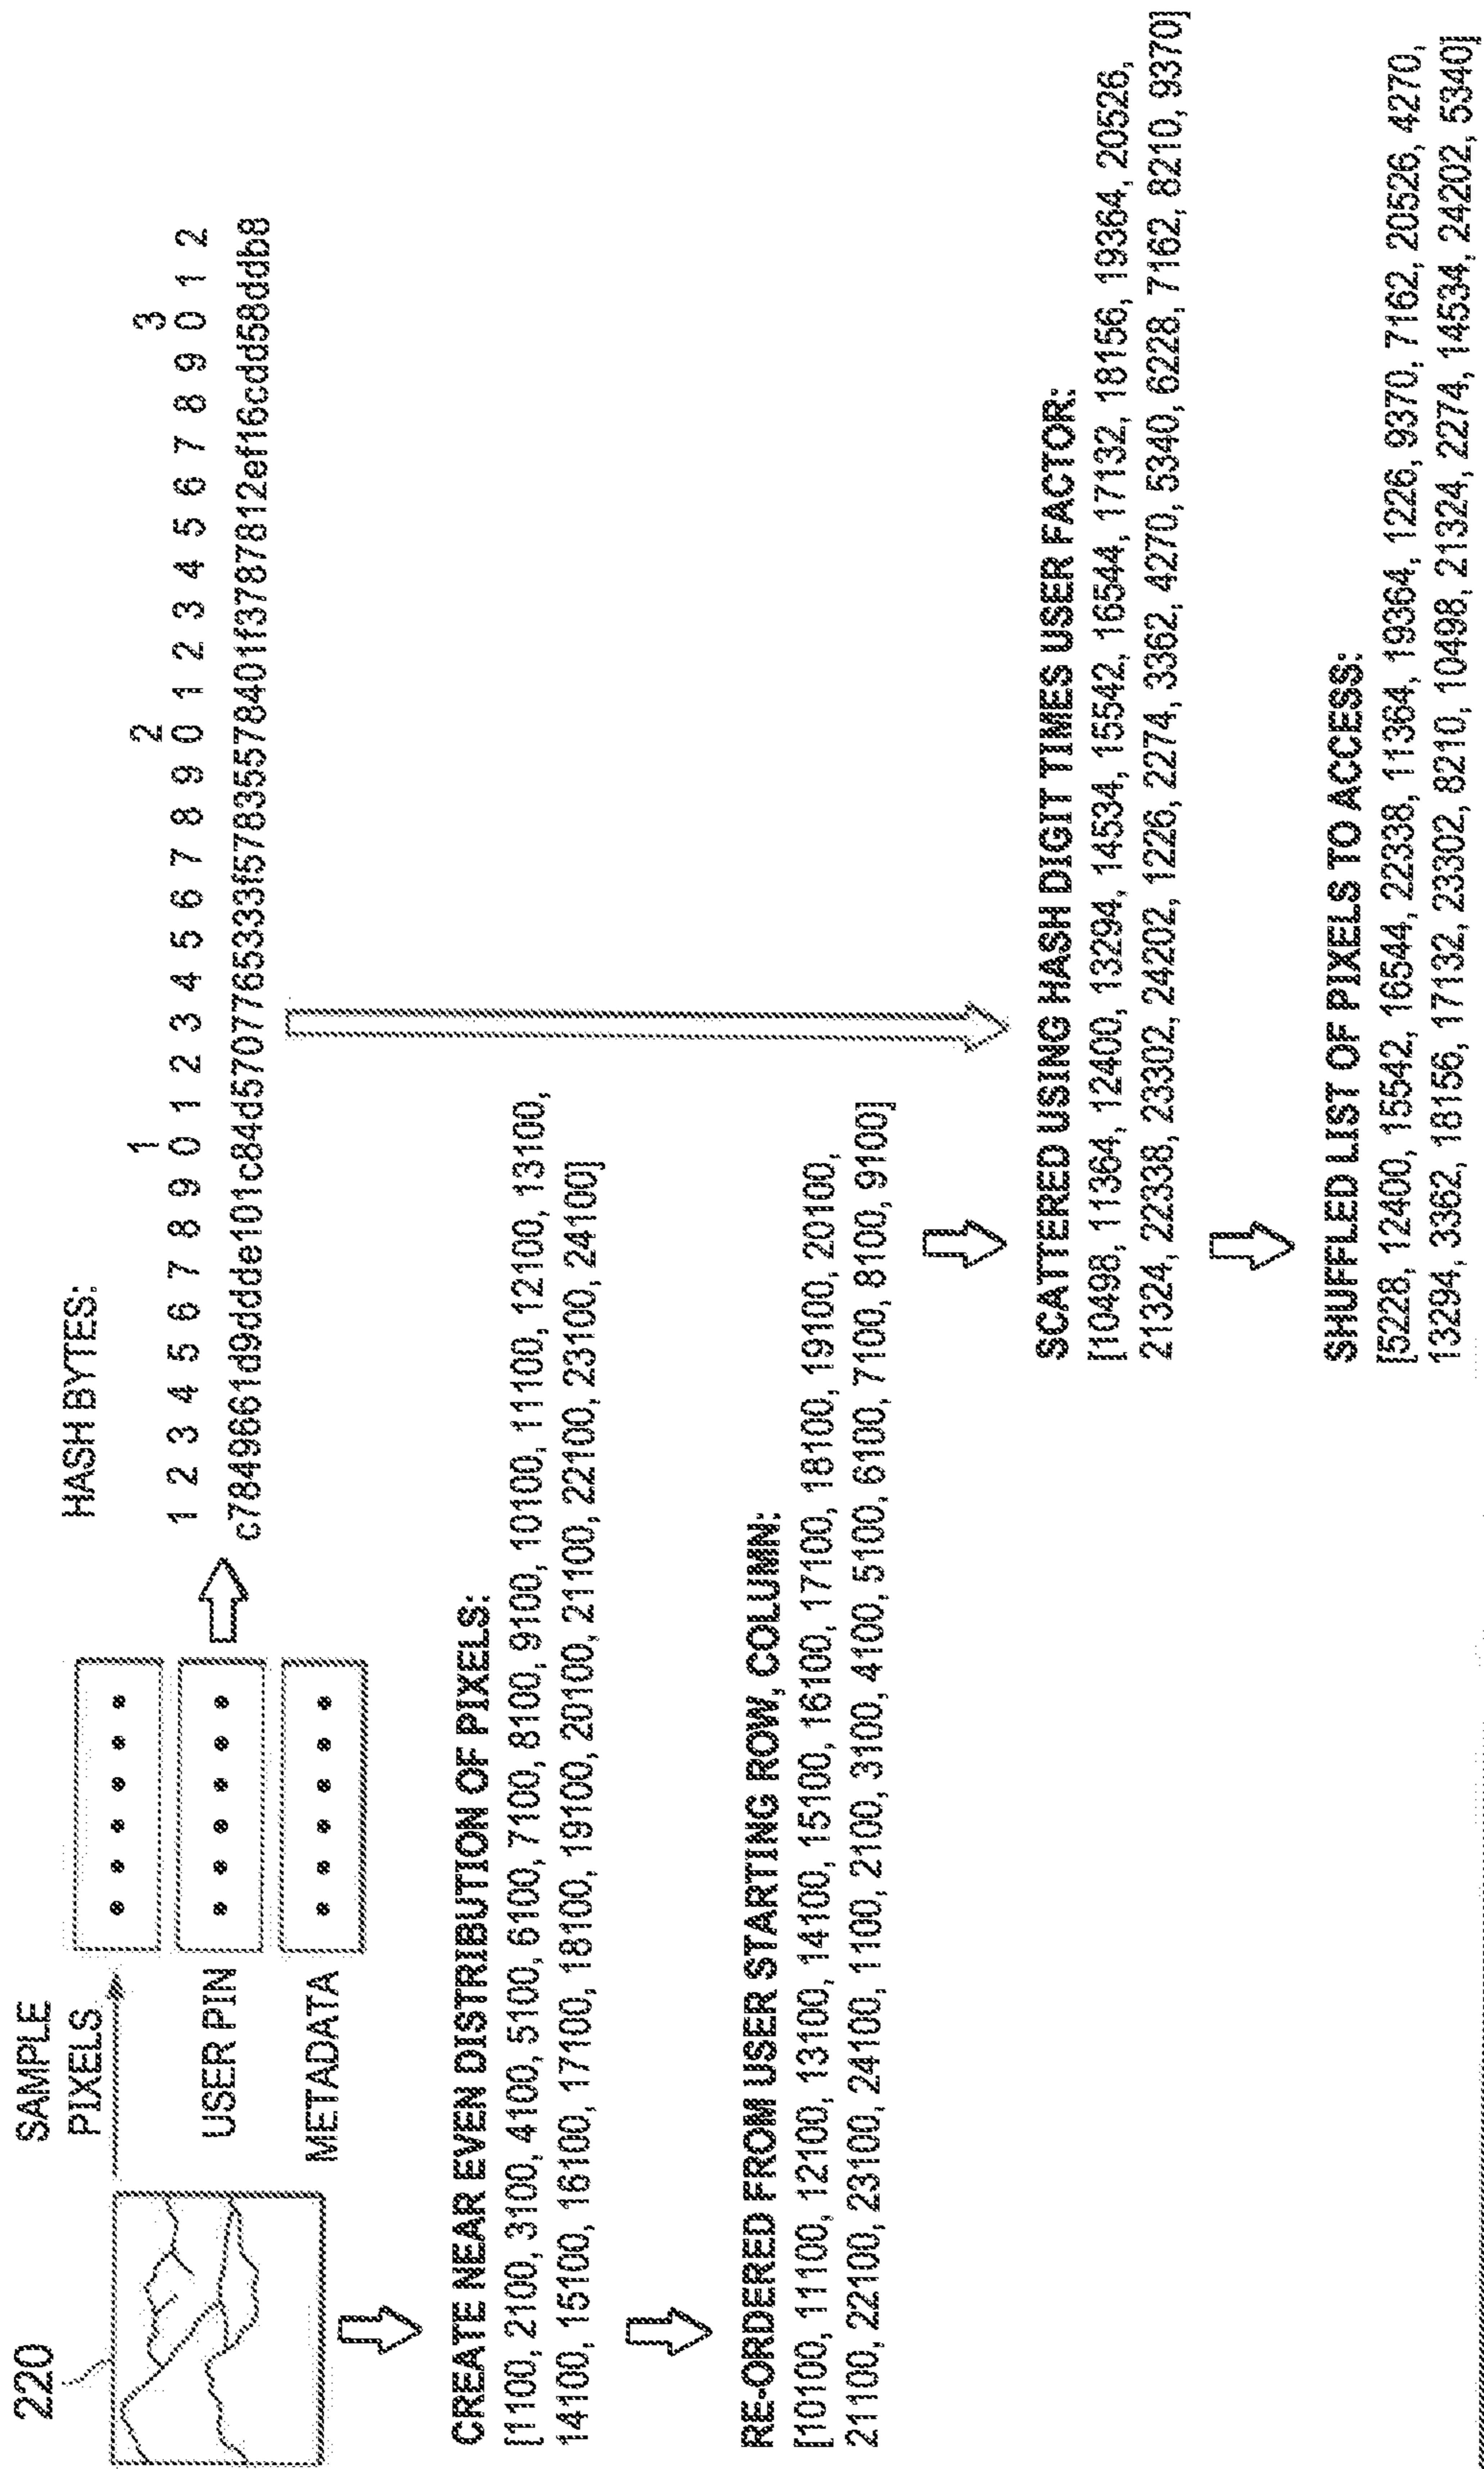 220
SAMPLE
PIXELS
USER PIN
METADATA
HASH BYTES:
1 2 3
1 2 3 4 5 6 7 8 9 0 1 2 3 4 5 6 7 8 9 0 1 2 3 4 5 6 7 8 9 0 1 2
c7849661d9ddde101c84d5707765333f57835578401f3787812ef16cdd58ddb8
CREATE NEAR EVEN DISTRIBUTION OF PIXELS:
[1100, 2100, 3100, 4100, 5100, 6100, 7100, 8100, 9100, 10100, 11100, 12100, 13100,
14100, 15100, 16100, 17100, 18100, 19100, 20100, 21100, 22100, 23100, 24100]
RE-ORDERED FROM USER STARTING ROW, COLUMN:
[10100, 11100, 12100, 13100, 14100, 15100, 16100, 17100, 18100, 19100, 20100,
21100, 22100, 23100, 24100, 1100, 2100, 3100, 4100, 5100, 6100, 7100, 8100, 9100]
SCATTERED USING HASH DIGIT TIMES USER FACTOR:
[10498, 11364, 12400, 13294, 14534, 15542, 16544, 17132, 18156, 19364, 20526,
21324, 22338, 23302, 24202, 1226, 2274, 3362, 4270, 5340, 6228, 7162, 8210, 9370]
SHUFFLED LIST OF PIXELS TO ACCESS:
[5228, 12400, 15542, 16544, 22338, 11364, 19364, 1226, 9370, 7162, 20526, 4270,
13294, 3362, 18156, 17132, 23302, 8210, 10498, 21324, 2274, 14534, 24202, 5340]